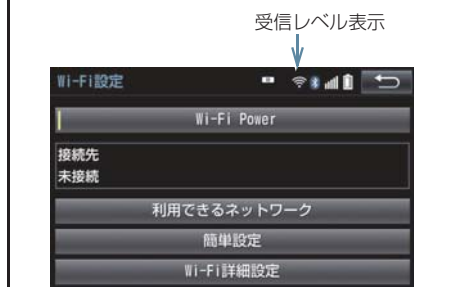 受信レベル表示
Wi-Fi設定
Wi-Fi Power
接続先
未接続
利用できるネットワーク
簡単設定
Wi-Fi詳細設定